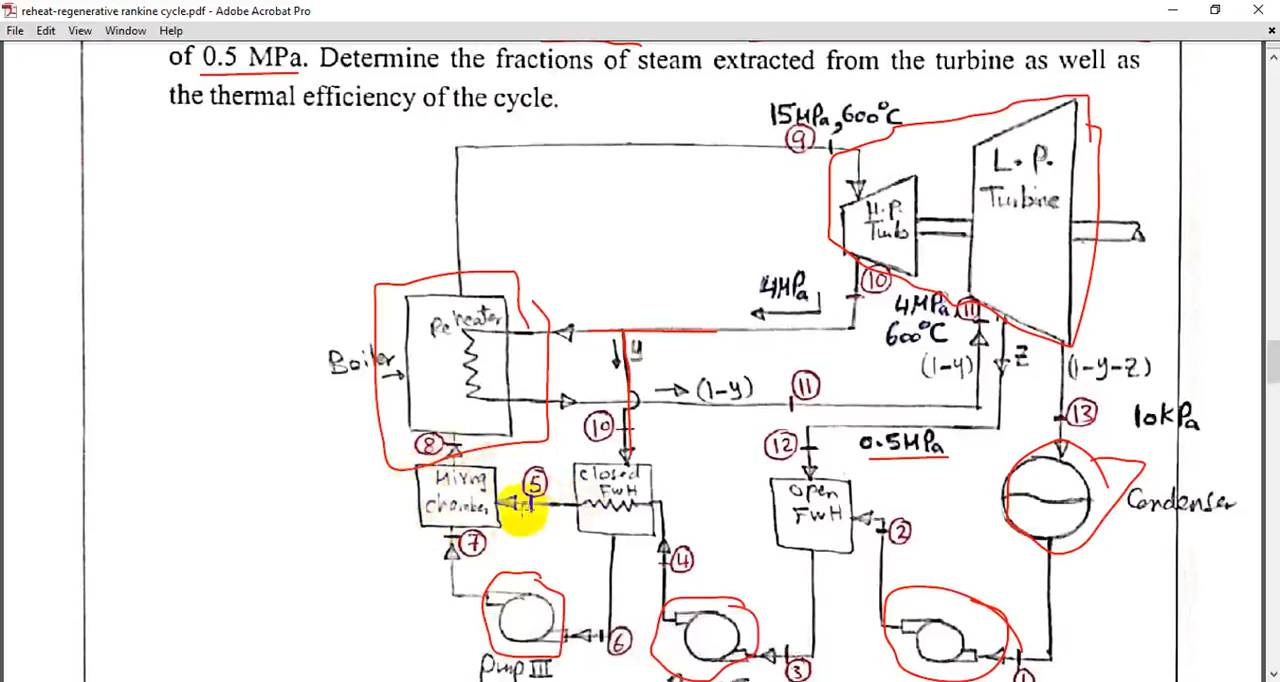 reheat-regenerative rankine cycle.pdf - Adobe Acrobat Pro
File Edit View Window Help
of 0.5 MPa. Determine the fractions of steam extracted from the turbine as well as
the thermal efficiency of the cycle.
15MPa, 600°C
9
L.P.
Turbine
H.P.
Turb
10
4MPa
4MPa,
11
600°C
Reheater
Boiler
y
(1-y)
Z
(1-y-z)
(1-y)
11
13
10kPa
10
12
0.5MPa
8
Mixing
chamber
5
closed
FWH
open
FWH
2
Condenser
7
4
6
3
1
Pump III